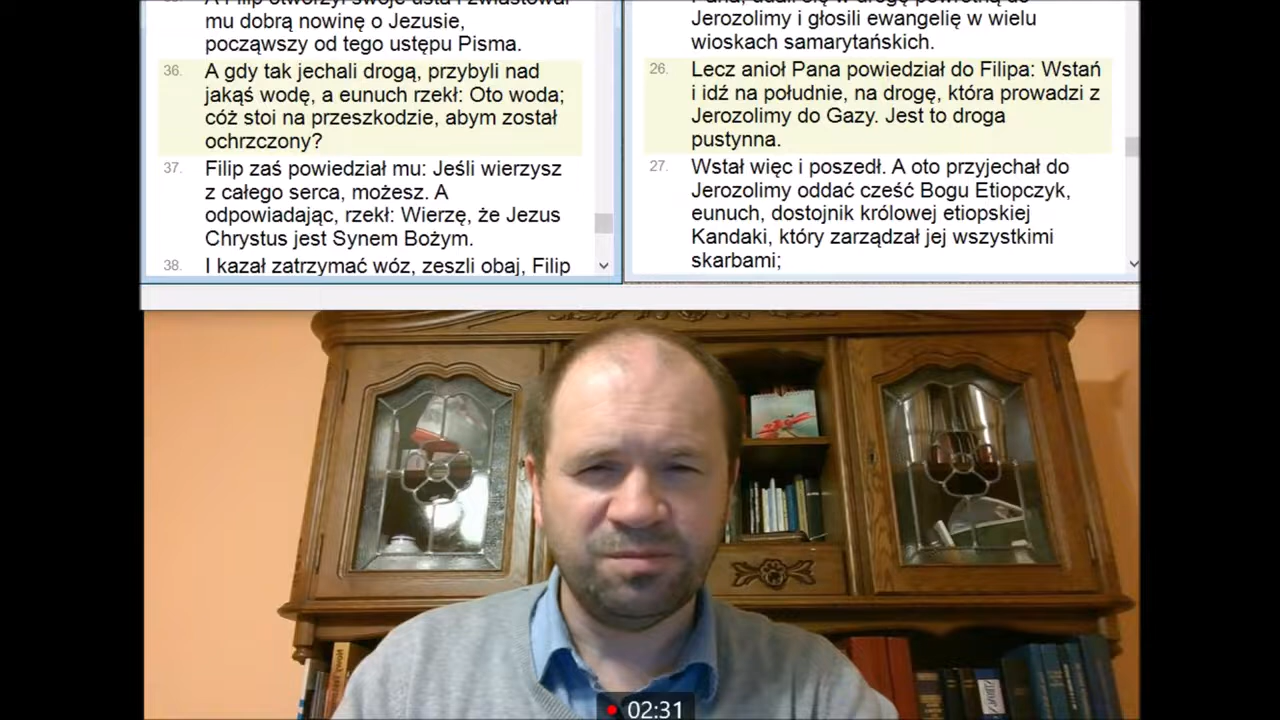 A Filip otworzył swoje usta i zwiastował
mu dobrą nowinę o Jezusie,
począwszy od tego ustępu Pisma.
36. A gdy tak jechali drogą, przybyli nad
jakąś wodę, a eunuch rzekł: Oto woda;
cóż stoi na przeszkodzie, abym został
ochrzczony?
37. Filip zaś powiedział mu: Jeśli wierzysz
z całego serca, możesz. A
odpowiadając, rzekł: Wierzę, że Jezus
Chrystus jest Synem Bożym.
38. I kazał zatrzymać wóz, zeszli obaj, Filip
Jerozolimy i głosili ewangelię w wielu
wioskach samarytańskich.
26. Lecz anioł Pana powiedział do Filipa: Wstań
i idź na południe, na drogę, która prowadzi z
Jerozolimy do Gazy. Jest to droga
pustynna.
27. Wstał więc i poszedł. A oto przyjechał do
Jerozolimy oddać cześć Bogu Etiopczyk,
eunuch, dostojnik królowej etiopskiej
Kandaki, który zarządzał jej wszystkimi
skarbami;
02:31